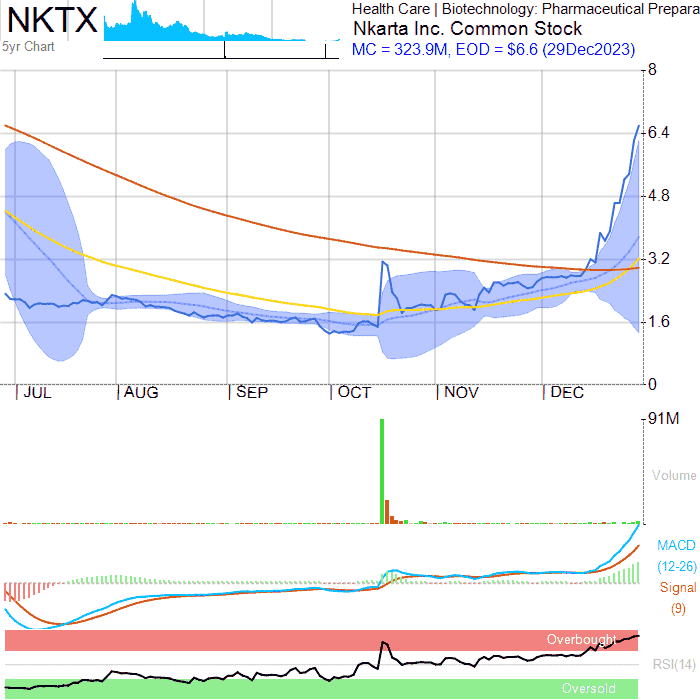 NKTX
5yr Chart
Health Care | Biotechnology: Pharmaceutical Prepara
Nkarta Inc. Common Stock
MC = 323.9M, EOD = $6.6 (29Dec2023)
8
6.4
4.8
3.2
1.6
0
JUL AUG SEP OCT NOV DEC
91M
Volume
MACD
(12-26)
Signal
(9)
Overbought
RSI(14)
Oversold